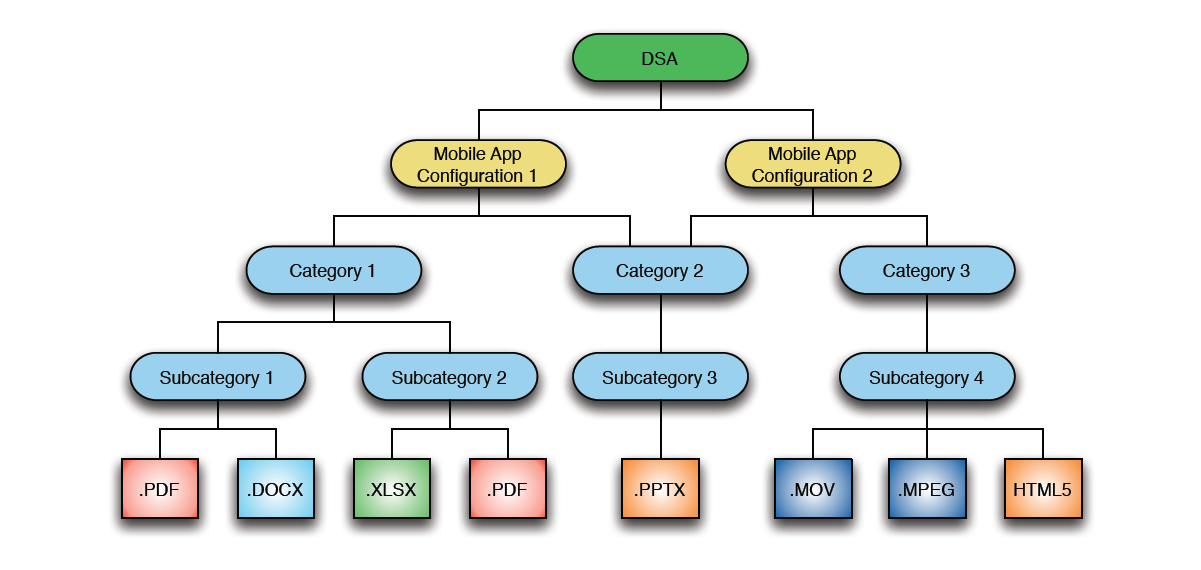 DSA
Mobile App
Configuration 1
Mobile App
Configuration 2
Category 1
Category 2
Category 3
Subcategory 1
Subcategory 2
Subcategory 3
Subcategory 4
.PDF
.DOCX
.XLSX
.PDF
.PPTX
.MOV
.MPEG
HTML5